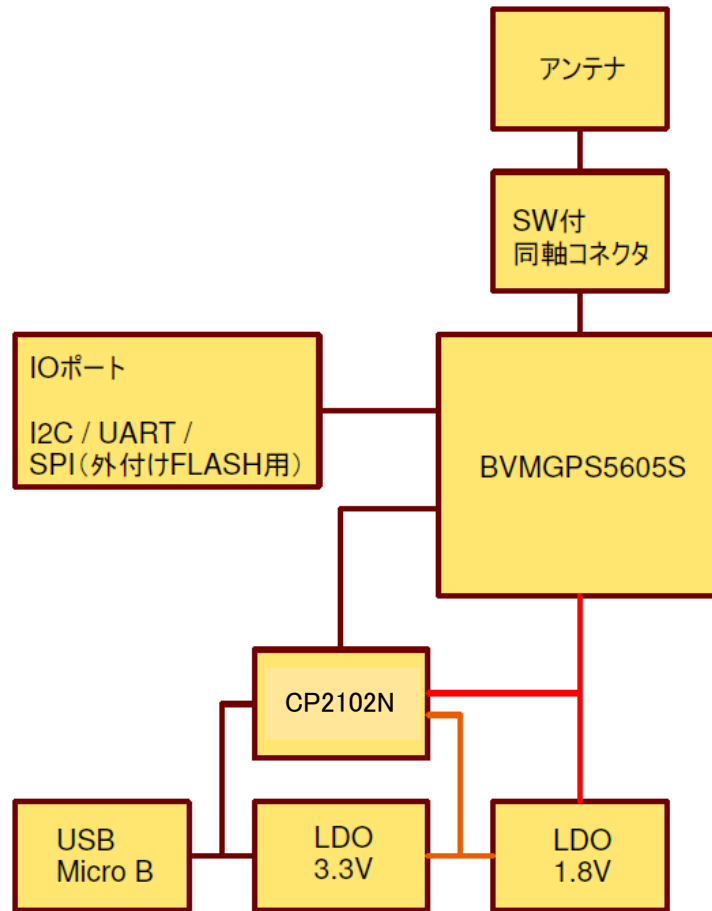 アンテナ
SW付
同軸コネクタ
IOポート
I2C / UART /
SPI(外付けFLASH用)
BVMGPS5605S
CP2102N
USB
Micro B
LDO
3.3V
LDO
1.8V